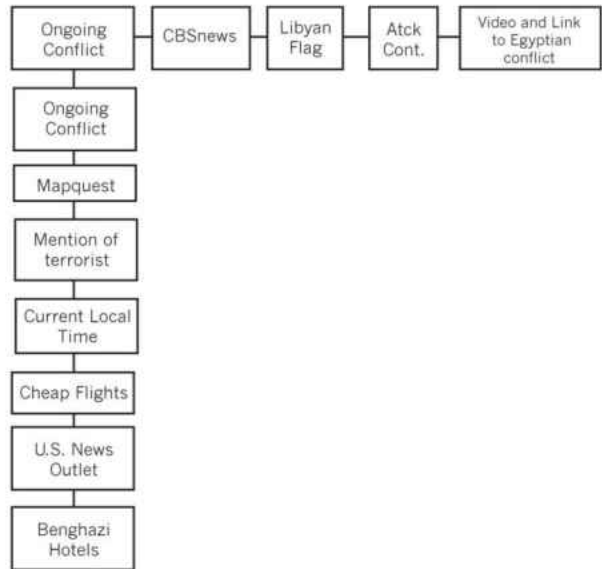 Ongoing
Conflict
CBSnews
Libyan
Flag
Atck
Cont.
Video and Link
to Egyptian
conflict
Ongoing
Conflict
Mapquest
Mention of
terrorist
Current Local
Time
Cheap Flights
U.S. News
Outlet
Benghazi
Hotels